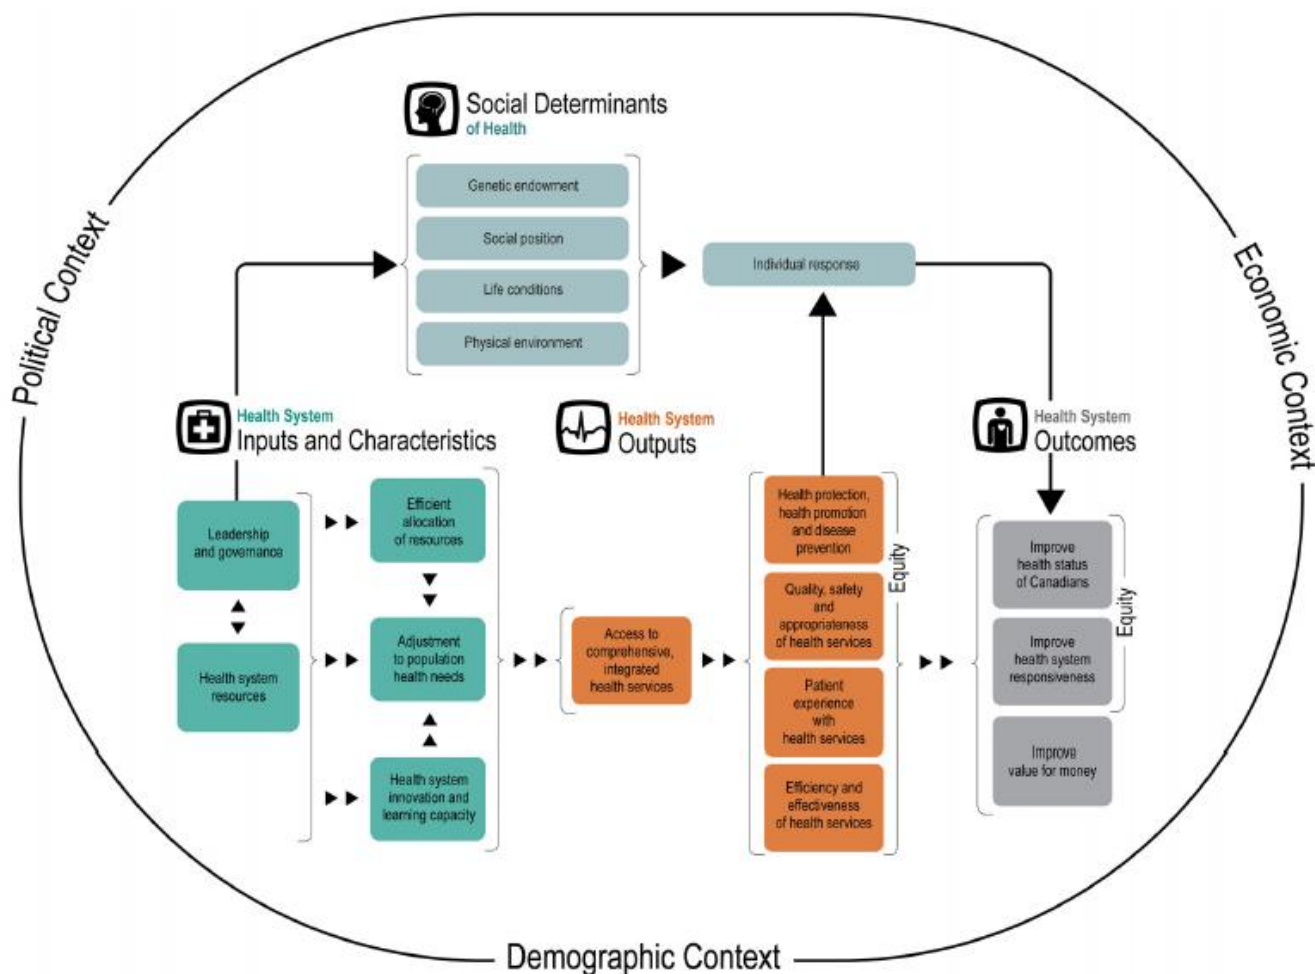 Social Determinants
of Health
Genetic endowment
Social position
Life conditions
Physical environment
Individual response
Political Context
Economic Context
Health System
Inputs and Characteristics
Leadership
and governance
Health system
resources
Efficient
allocation
of resources
Adjustment
to population
health needs
Health system
innovation and
learning capacity
Health System
Outputs
Access to
comprehensive,
integrated
health services
Health protection,
health promotion
and disease
prevention
Quality, safety
and
appropriateness
of health services
Patient
experience
with
health services
Efficiency and
effectiveness
of health services
Equity
Health System
Outcomes
Improve
health status
of Canadians
Improve
health system
responsiveness
Equity
Improve
value for money
Demographic Context